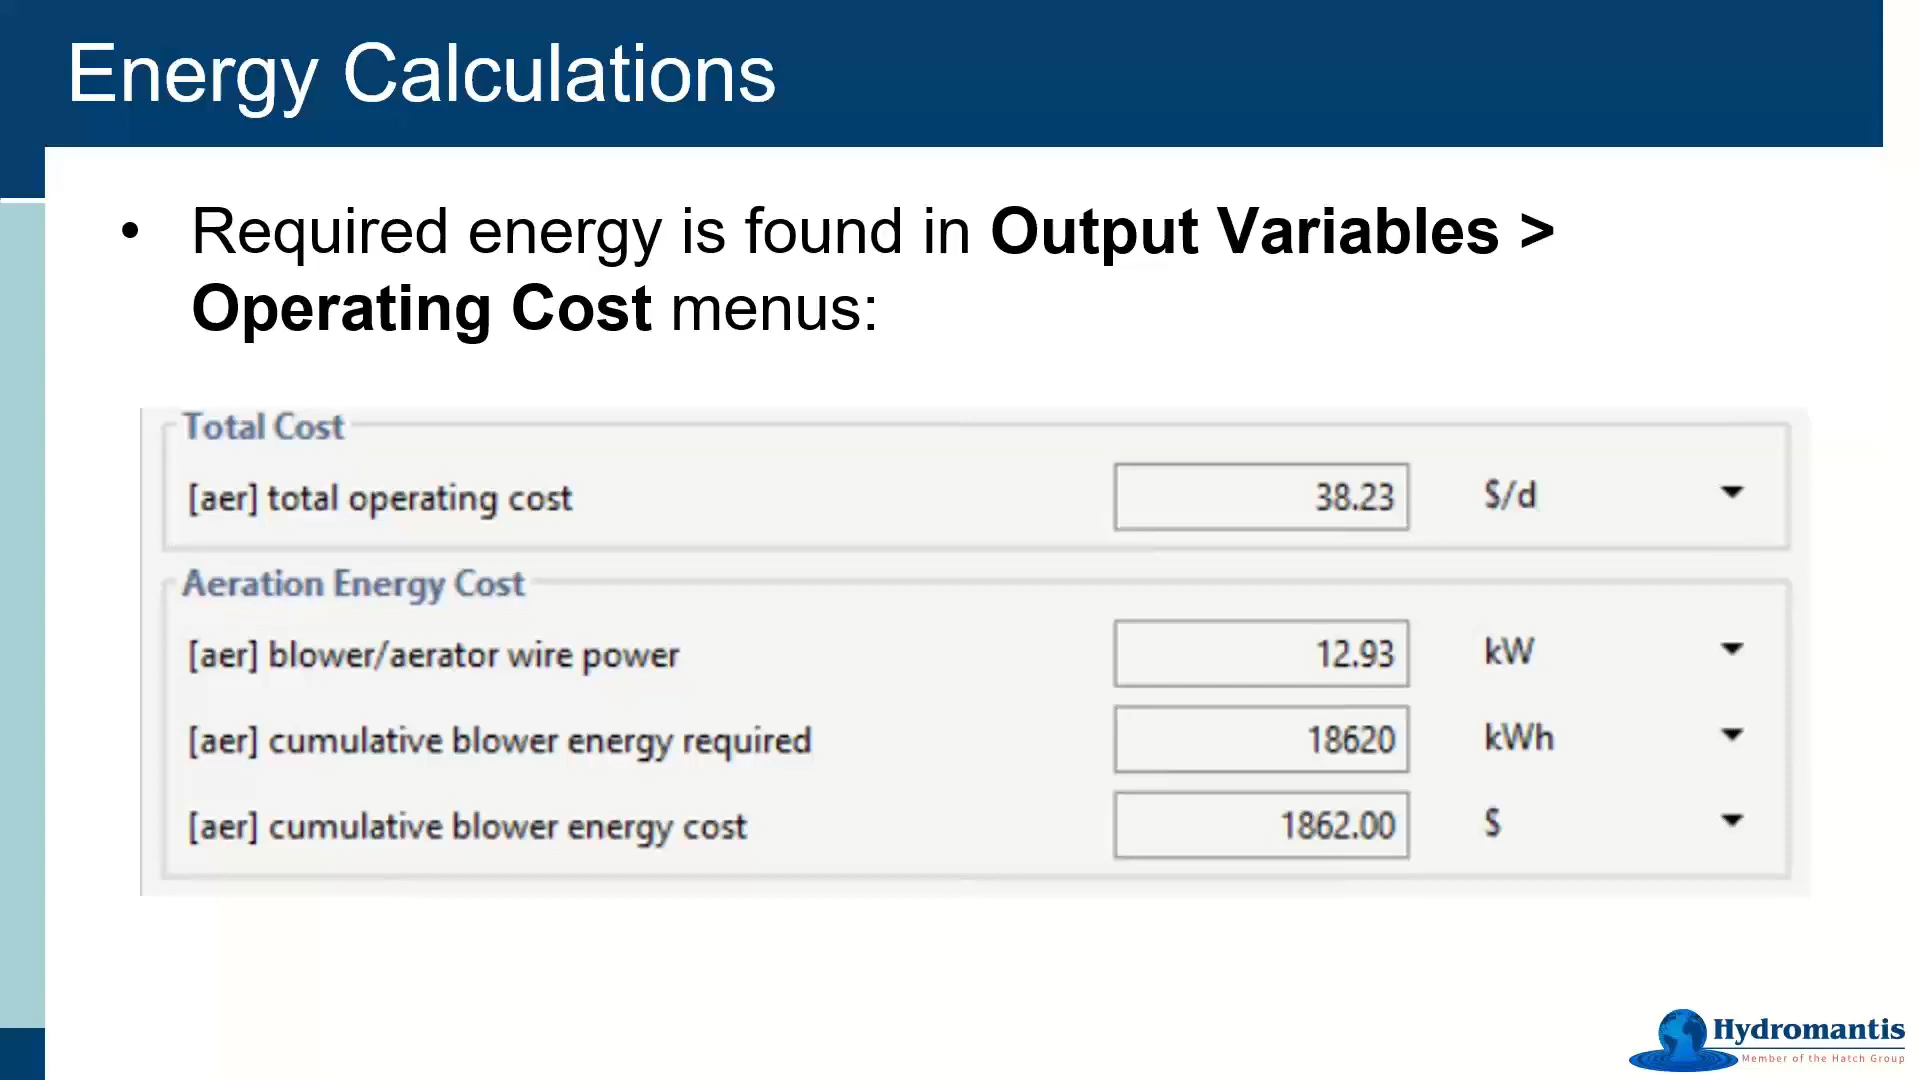 Energy Calculations
• Required energy is found in Output Variables >
Operating Cost menus:
Total Cost
[aer] total operating cost 38.23 $/d
Aeration Energy Cost
[aer] blower/aerator wire power 12.93 kW
[aer] cumulative blower energy required 18620 kWh
[aer] cumulative blower energy cost 1862.00 $
Hydromantis
Member of the Hatch Group